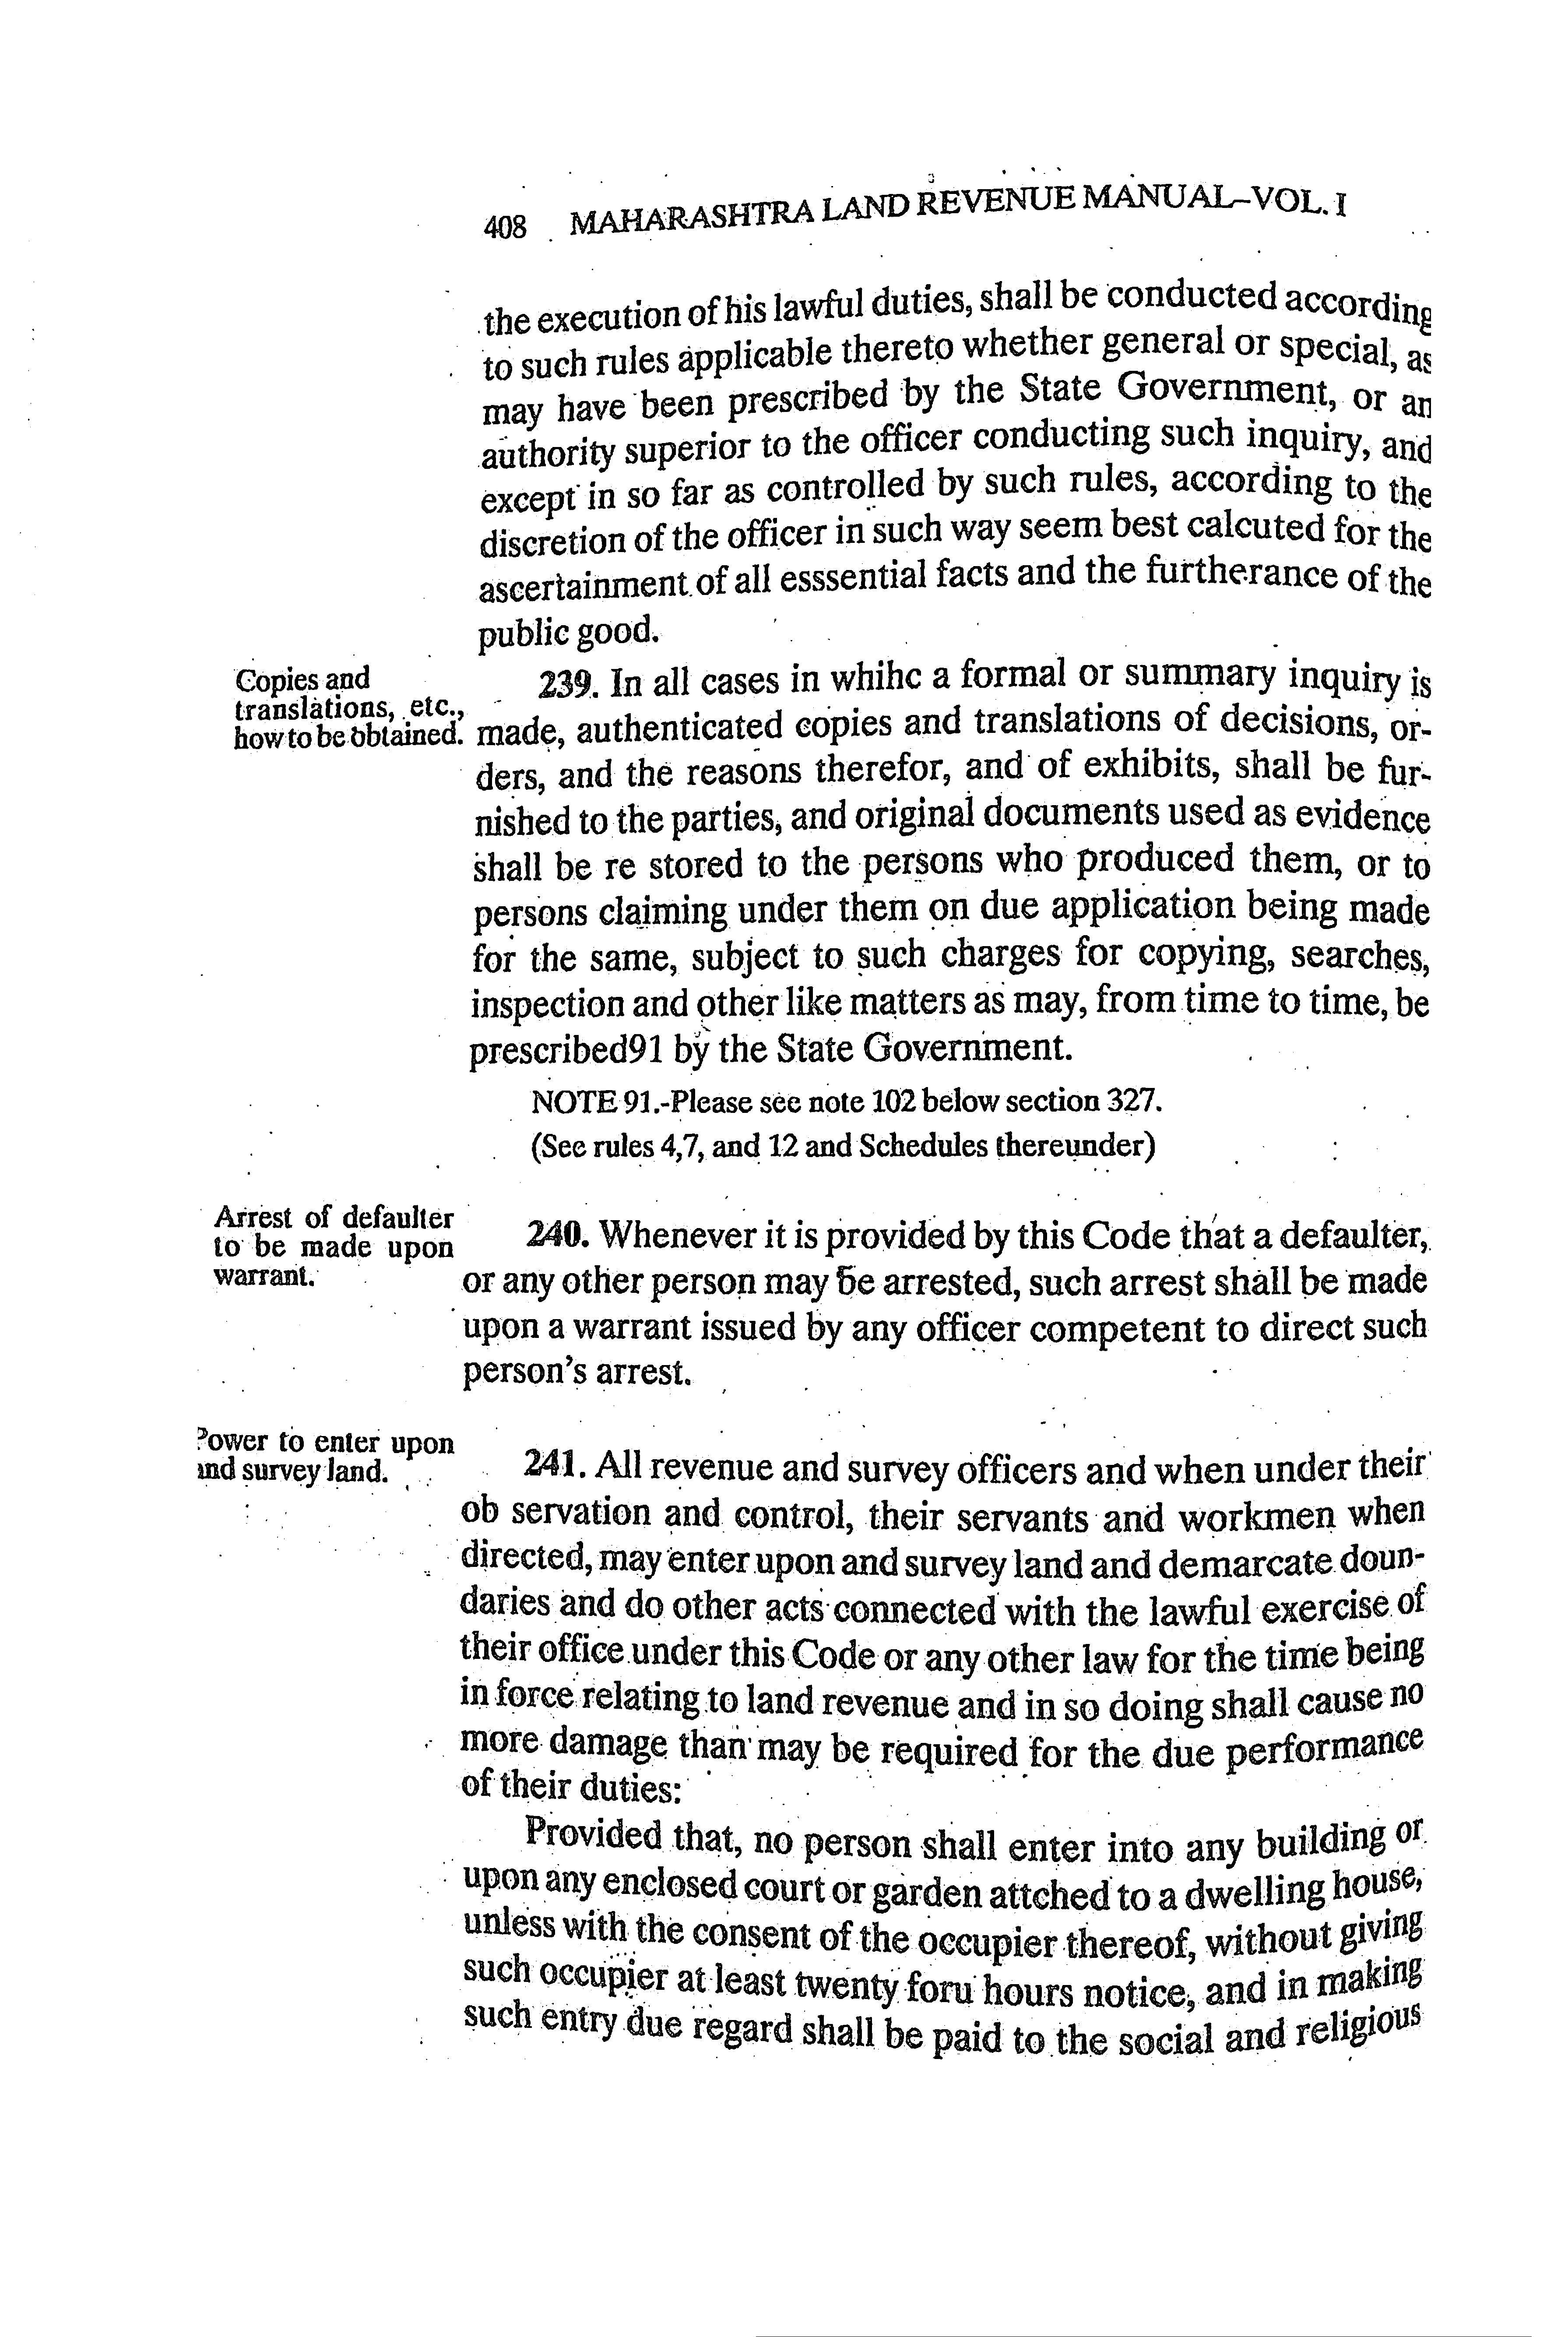 408 MAHARASHTRA LAND REVENUE MANUAL–VOL. I
the execution of his lawful duties, shall be conducted according
to such rules applicable thereto whether general or special, as
may have been prescribed by the State Government, or an
authority superior to the officer conducting such inquiry, and
except in so far as controlled by such rules, according to the
discretion of the officer in such way seem best calcuted for the
ascertainment of all esssential facts and the furtherance of the
public good.
Copies and
translations, etc.,
how to be obtained.
239. In all cases in whihc a formal or summary inquiry is
made, authenticated copies and translations of decisions, or-
ders, and the reasons therefor, and of exhibits, shall be fur-
nished to the parties, and original documents used as evidence
shall be re stored to the persons who produced them, or to
persons claiming under them on due application being made
for the same, subject to such charges for copying, searches,
inspection and other like matters as may, from time to time, be
prescribed91 by the State Government.
NOTE 91.-Please see note 102 below section 327.
(See rules 4,7, and 12 and Schedules thereunder)
Arrest of defaulter
to be made upon
warrant.
240. Whenever it is provided by this Code that a defaulter,
or any other person may be arrested, such arrest shall be made
upon a warrant issued by any officer competent to direct such
person's arrest.
Power to enter upon
and survey land.
241. All revenue and survey officers and when under their
ob servation and control, their servants and workmen when
directed, may enter upon and survey land and demarcate doun-
daries and do other acts connected with the lawful exercise of
their office under this Code or any other law for the time being
in force relating to land revenue and in so doing shall cause no
more damage than may be required for the due performance
of their duties:
Provided that, no person shall enter into any building or
upon any enclosed court or garden attched to a dwelling house,
unless with the consent of the occupier thereof, without giving
such occupier at least twenty foru hours notice, and in making
such entry due regard shall be paid to the social and religious